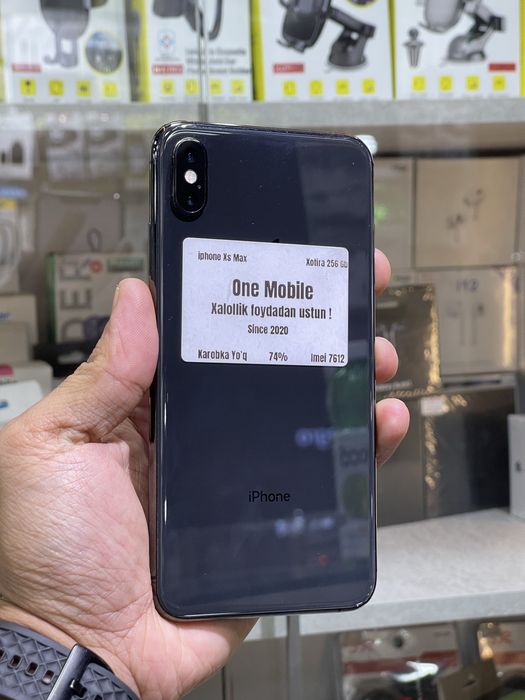 iphone Xs Max
Xotira 256 Gb
One Mobile
Xalollik foydadan ustun !
Since 2020
Karobka Yo'q
74%
imei 7612
iPhone